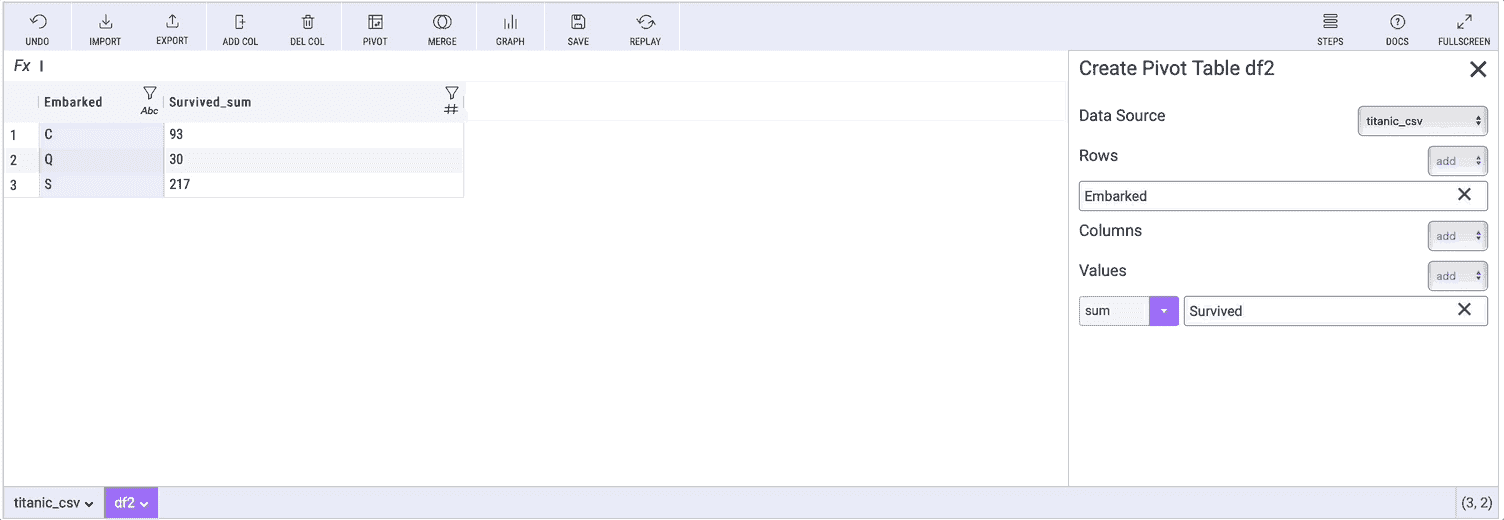 UNDO IMPORT EXPORT ADD COL DEL COL PIVOT MERGE GRAPH SAVE REPLAY STEPS DOCS FULLSCREEN
Fx
Embarked Abc Survived_sum
1 C 93
2 Q 30
3 S 217
Create Pivot Table df2
Data Source titanic_csv
Rows add
Embarked
Columns add
Values add
sum Survived
titanic_csv df2 (3, 2)